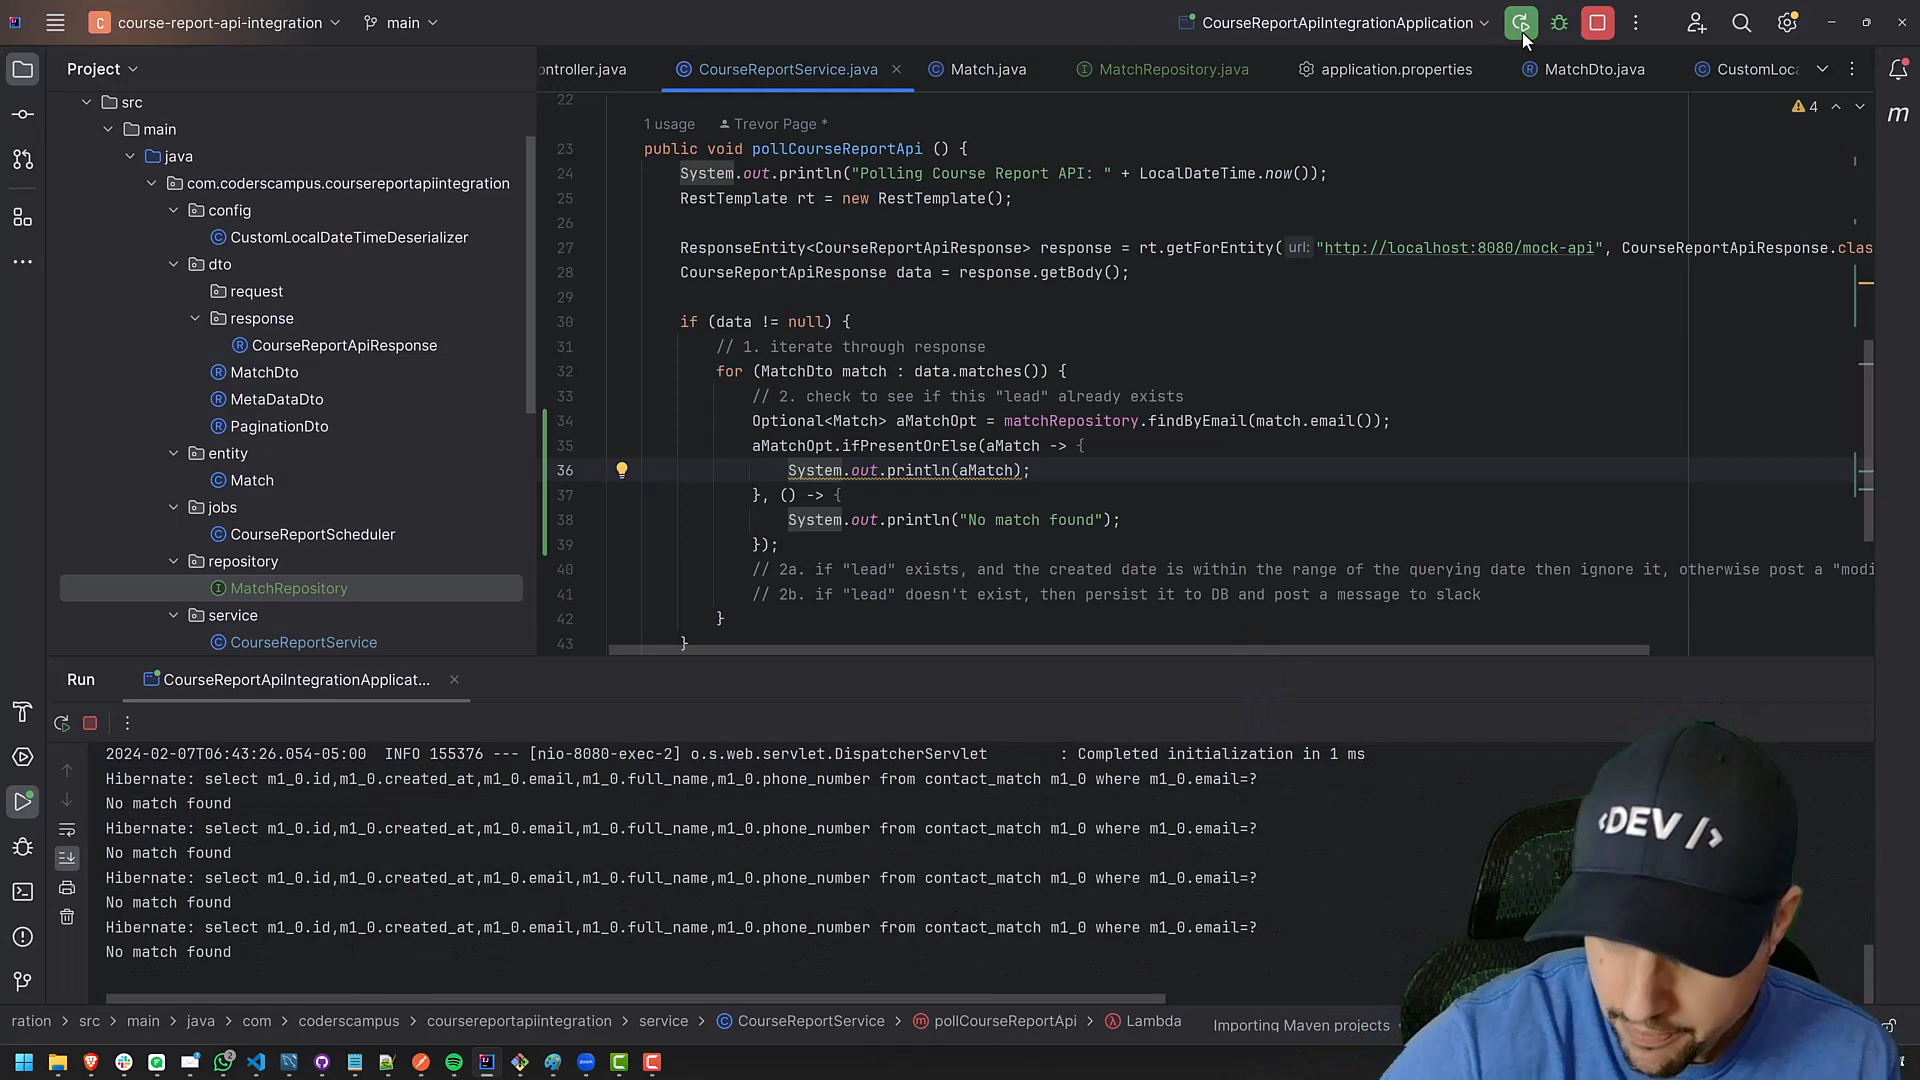 course-report-api-integration
main
CourseReportApiIntegrationApplication
Project
ontroller.java
CourseReportService.java
Match.java
MatchRepository.java
application.properties
MatchDto.java
CustomLoc
src
main
java
com.coderscampus.coursereportapiintegration
config
CustomLocalDateTimeDeserializer
dto
request
response
CourseReportApiResponse
MatchDto
MetaDataDto
PaginationDto
entity
Match
jobs
CourseReportScheduler
repository
MatchRepository
service
CourseReportService
4
22
1 usage Trevor Page *
23 public void pollCourseReportApi () {
24 System.out.println("Polling Course Report API: " + LocalDateTime.now());
25 RestTemplate rt = new RestTemplate();
26
27 ResponseEntity<CourseReportApiResponse> response = rt.getForEntity( url: "http://localhost:8080/mock-api", CourseReportApiResponse.clas
28 CourseReportApiResponse data = response.getBody();
29
30 if (data != null) {
31 // 1. iterate through response
32 for (MatchDto match : data.matches()) {
33 // 2. check to see if this "lead" already exists
34 Optional<Match> aMatchOpt = matchRepository.findByEmail(match.email());
35 aMatchOpt.ifPresentOrElse(aMatch -> {
36 System.out.println(aMatch);
37 }, () -> {
38 System.out.println("No match found");
39 });
40 // 2a. if "lead" exists, and the created date is within the range of the querying date then ignore it, otherwise post a "modi
41 // 2b. if "lead" doesn't exist, then persist it to DB and post a message to slack
42 }
43 }
Run
CourseReportApiIntegrationApplicat...
2024-02-07T06:43:26.054-05:00 INFO 155376 --- [nio-8080-exec-2] o.s.web.servlet.DispatcherServlet : Completed initialization in 1 ms
Hibernate: select m1_0.id,m1_0.created_at,m1_0.email,m1_0.full_name,m1_0.phone_number from contact_match m1_0 where m1_0.email=?
No match found
Hibernate: select m1_0.id,m1_0.created_at,m1_0.email,m1_0.full_name,m1_0.phone_number from contact_match m1_0 where m1_0.email=?
No match found
Hibernate: select m1_0.id,m1_0.created_at,m1_0.email,m1_0.full_name,m1_0.phone_number from contact_match m1_0 where m1_0.email=?
No match found
Hibernate: select m1_0.id,m1_0.created_at,m1_0.email,m1_0.full_name,m1_0.phone_number from contact_match m1_0 where m1_0.email=?
No match found
<DEV />
ration > src > main > java > com > coderscampus > coursereportapiintegration > service > CourseReportService > pollCourseReportApi > Lambda
Importing Maven projects
2
zoom